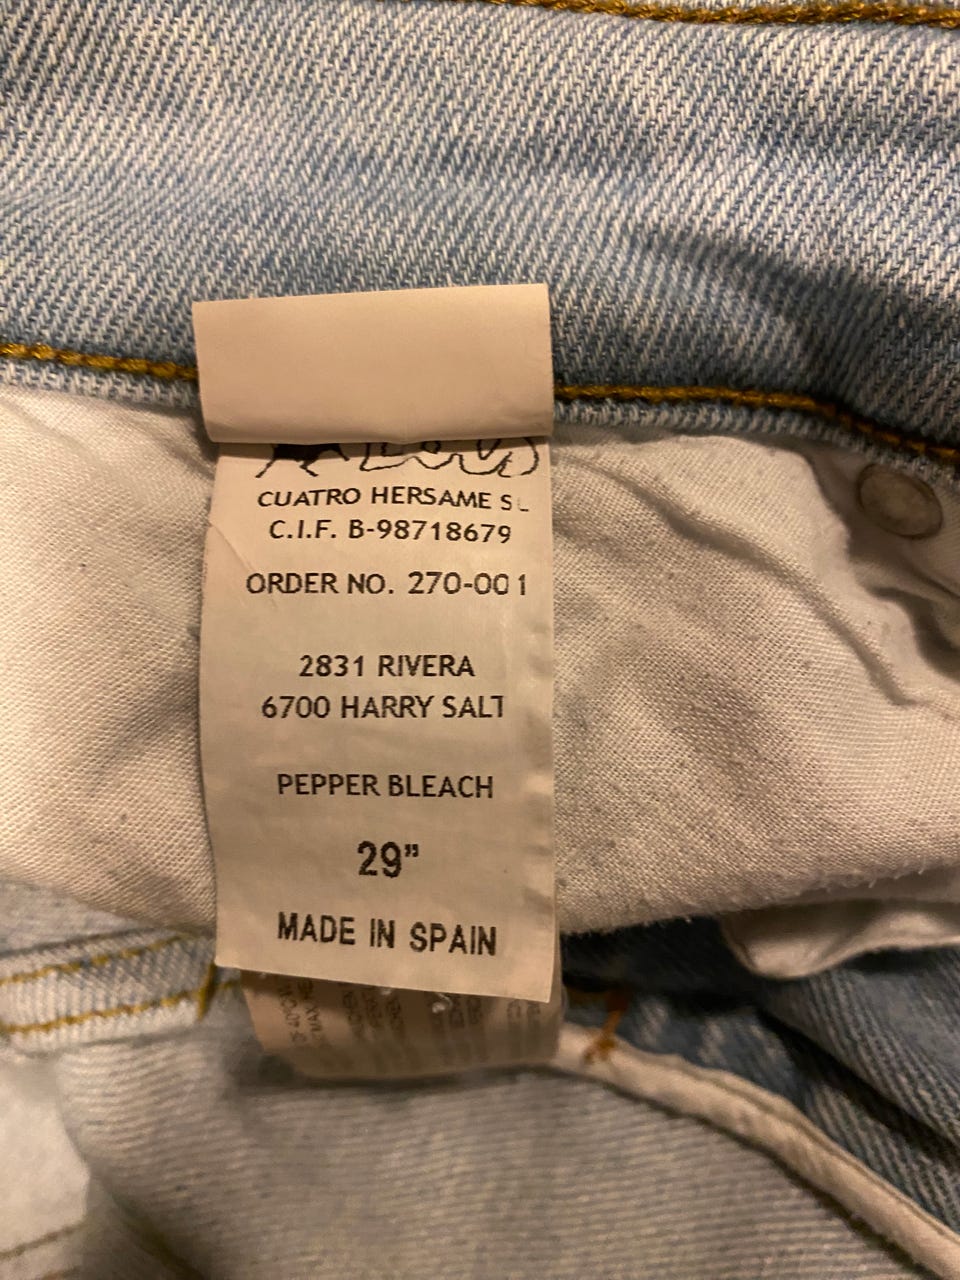 CUATRO HERSAME SL
C.I.F. B-98718679
ORDER NO. 270-001
2831 RIVERA
6700 HARRY SALT
PEPPER BLEACH
29”
MADE IN SPAIN